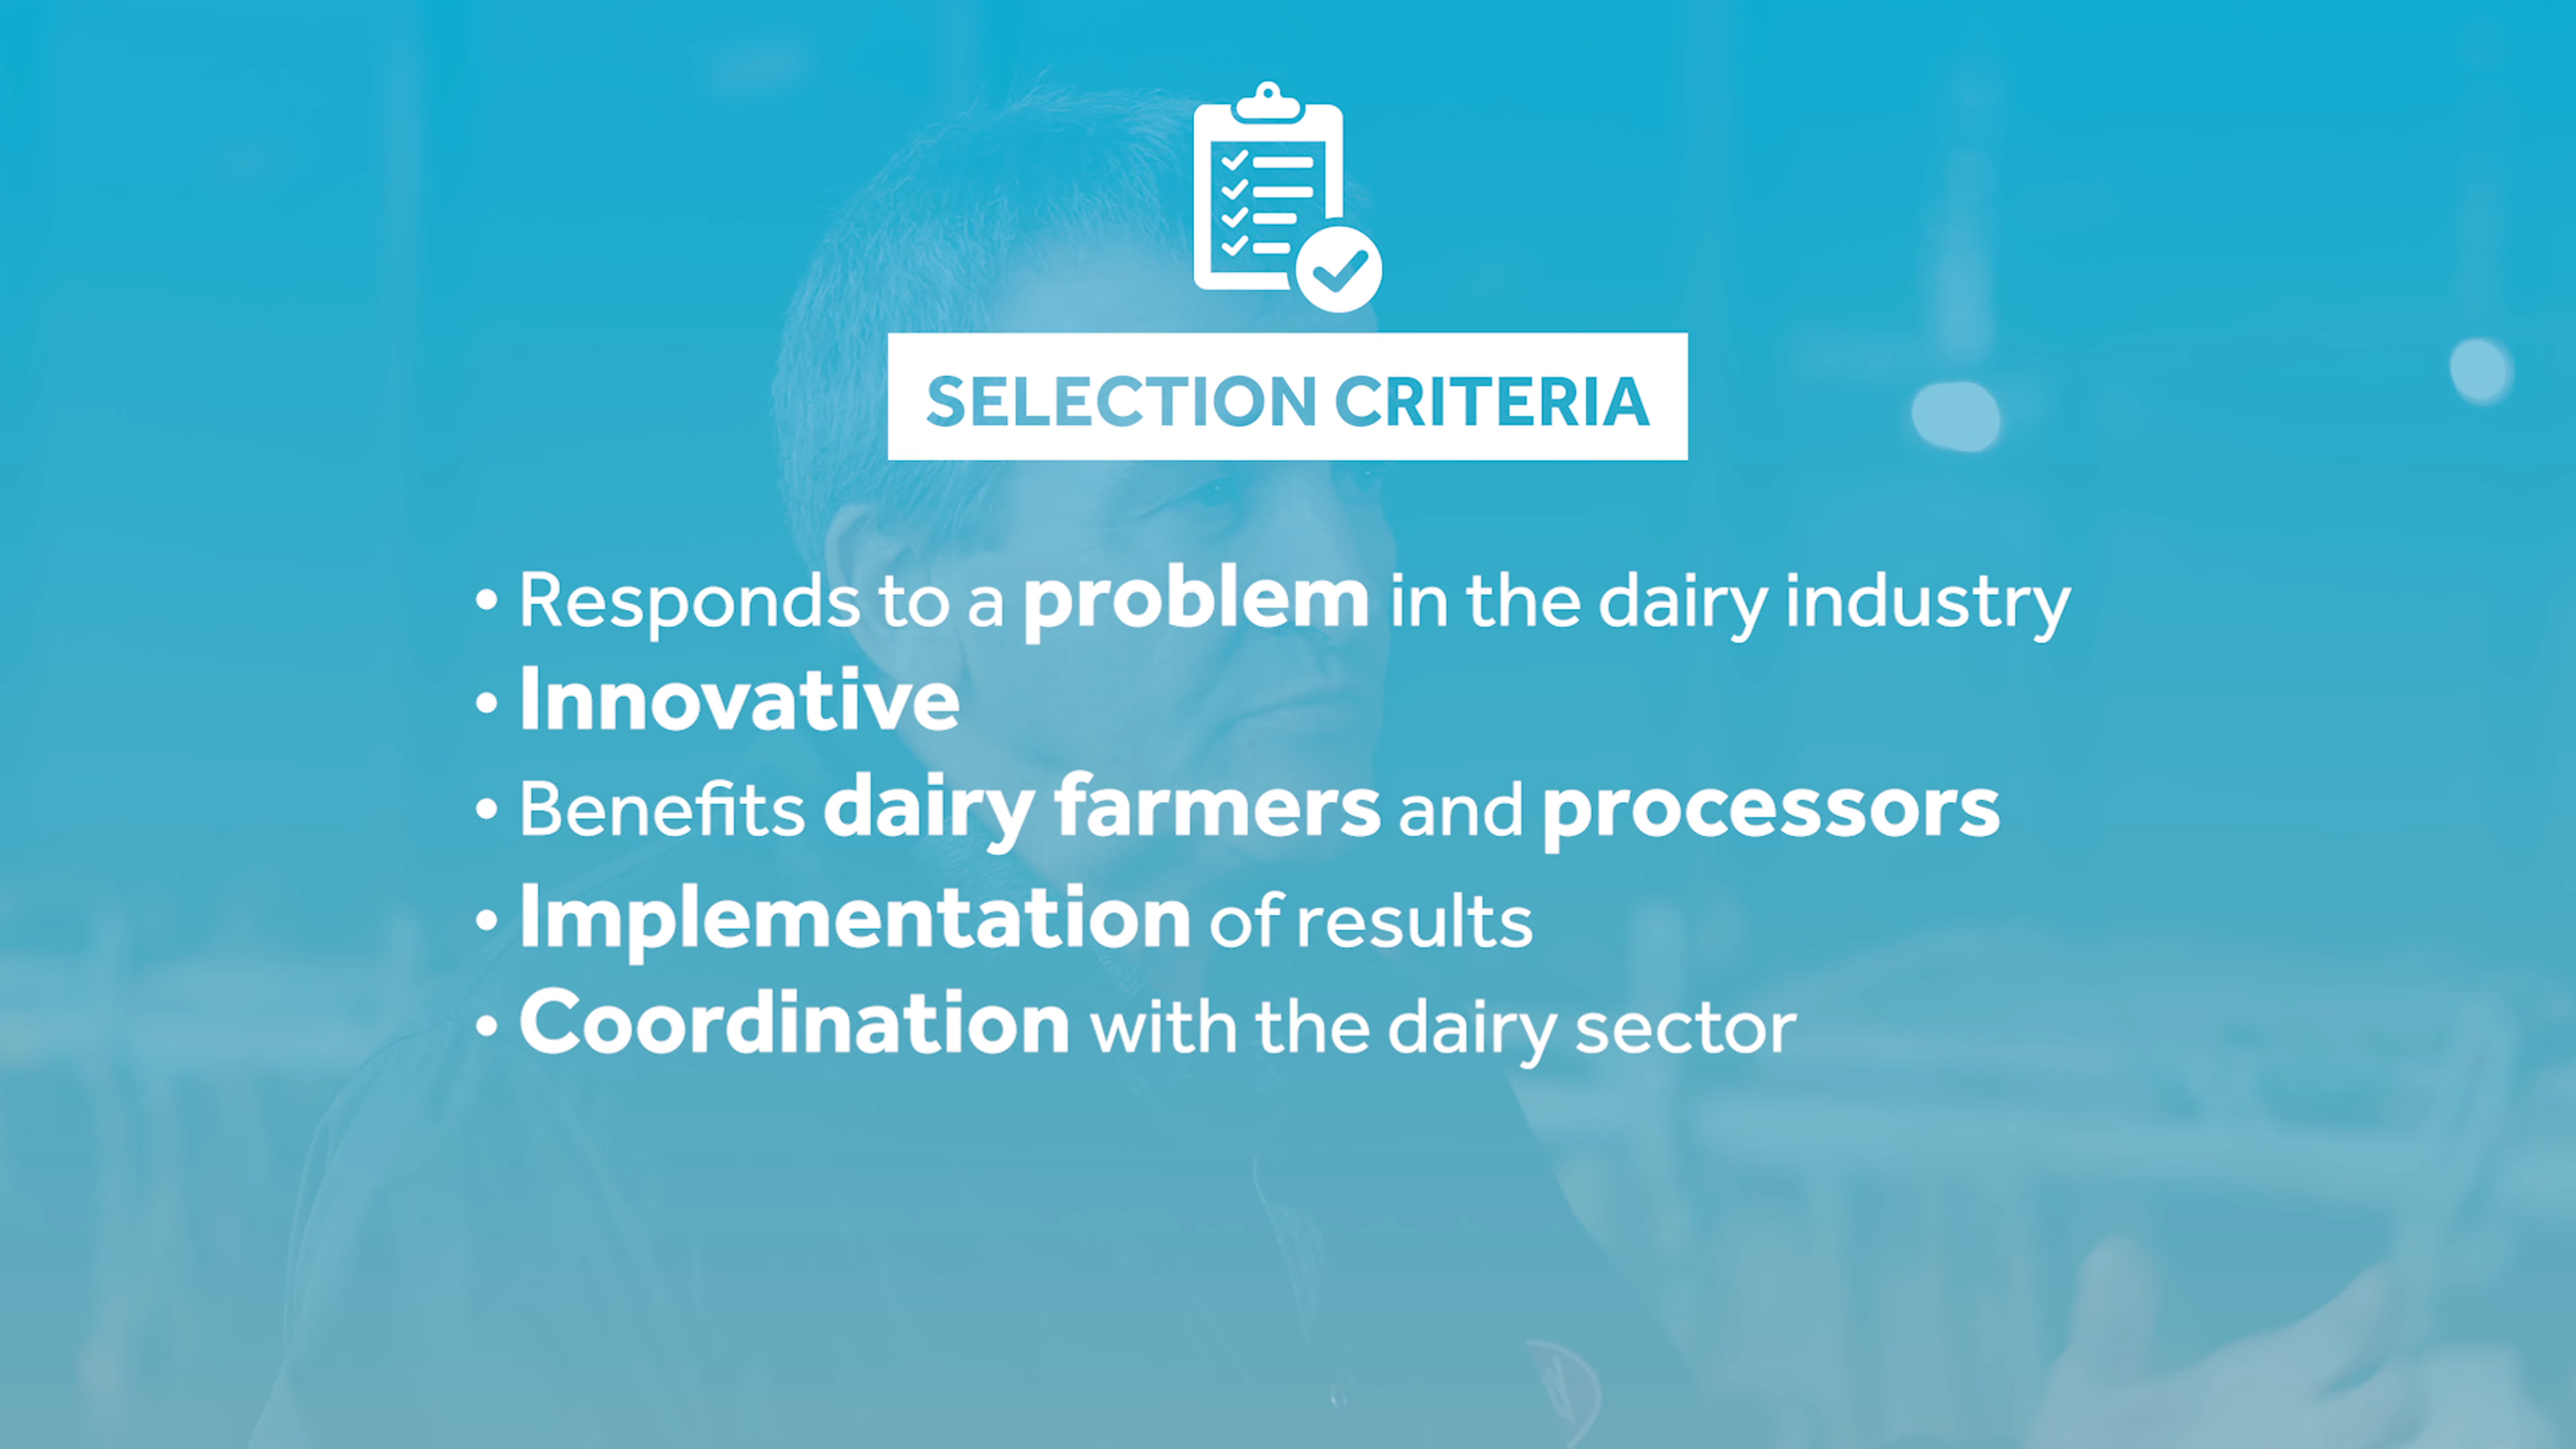 SELECTION CRITERIA
• Responds to a problem in the dairy industry
• Innovative
• Benefits dairy farmers and processors
• Implementation of results
• Coordination with the dairy sector